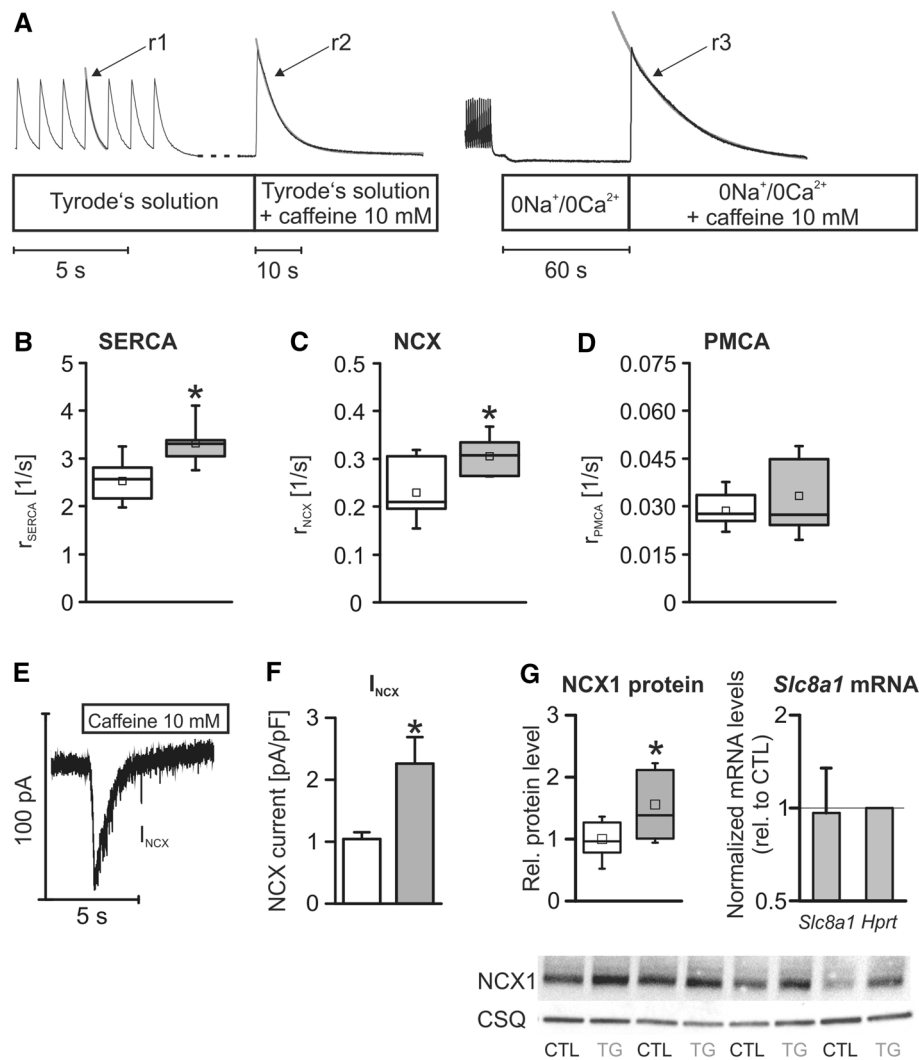 A
r1
r2
r3
Tyrode's solution
Tyrode's solution
+ caffeine 10 mM
0Na⁺/0Ca²⁺
0Na⁺/0Ca²⁺
+ caffeine 10 mM
5 s
10 s
60 s
B
SERCA
r_SERCA [1/s]
5
4
3
2
1
0
*
C
NCX
r_NCX [1/s]
0.5
0.4
0.3
0.2
0.1
0
*
D
PMCA
r_PMCA [1/s]
0.075
0.060
0.045
0.030
0.015
0
E
Caffeine 10 mM
100 pA
I_NCX
5 s
F
I_NCX
NCX current [pA/pF]
3
2
1
0
*
G
NCX1 protein
Rel. protein level
3
2
1
0
*
Slc8a1 mRNA
Normalized mRNA levels
(rel. to CTL)
2
1
0.5
Slc8a1 Hprt
NCX1
CSQ
CTL TG CTL TG CTL TG CTL TG